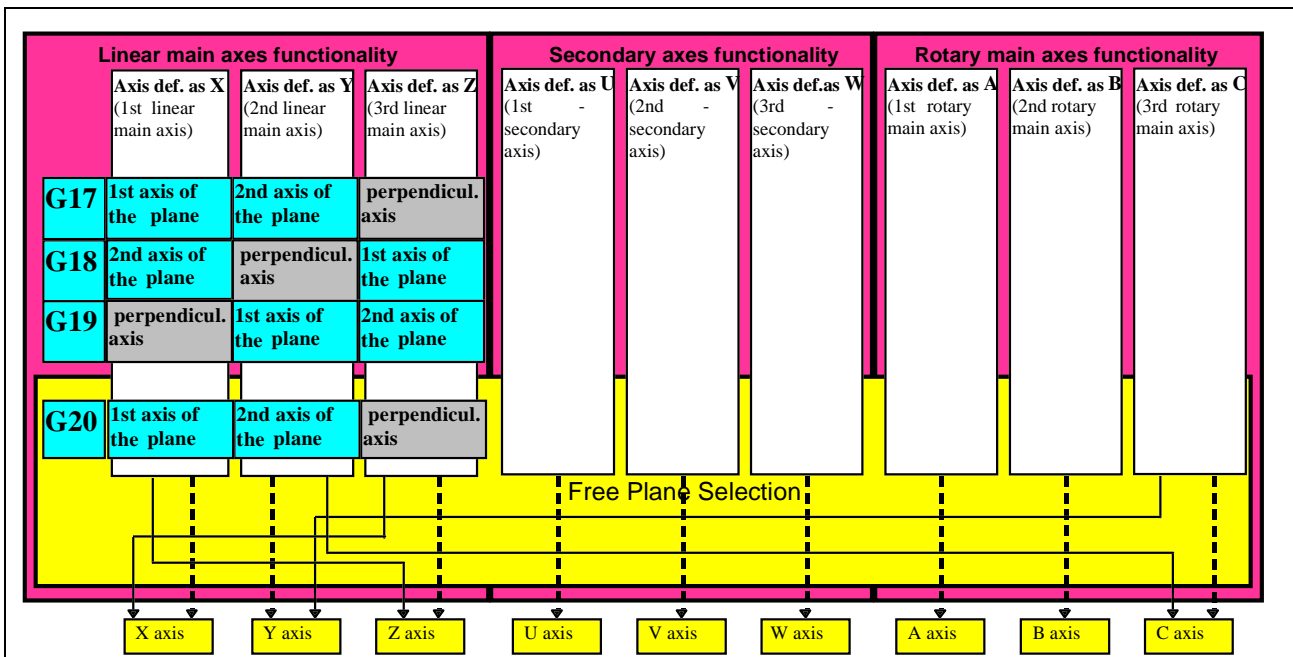 Linear main axes functionality
Secondary axes functionality
Rotary main axes functionality
Axis def. as X
(1st linear
main axis)
Axis def. as Y
(2nd linear
main axis)
Axis def. as Z
(3rd linear
main axis)
Axis def. as U
(1st -
secondary
axis)
Axis def. as V
(2nd -
secondary
axis)
Axis def.as W
(3rd -
secondary
axis)
Axis def. as A
(1st rotary
main axis)
Axis def. as B
(2nd rotary
main axis)
Axis def. as C
(3rd rotary
main axis)
G17
1st axis of
the plane
2nd axis of
the plane
perpendicul.
axis
G18
2nd axis of
the plane
perpendicul.
axis
1st axis of
the plane
G19
perpendicul.
axis
1st axis of
the plane
2nd axis of
the plane
G20
1st axis of
the plane
2nd axis of
the plane
perpendicul.
axis
Free Plane Selection
X axis
Y axis
Z axis
U axis
V axis
W axis
A axis
B axis
C axis